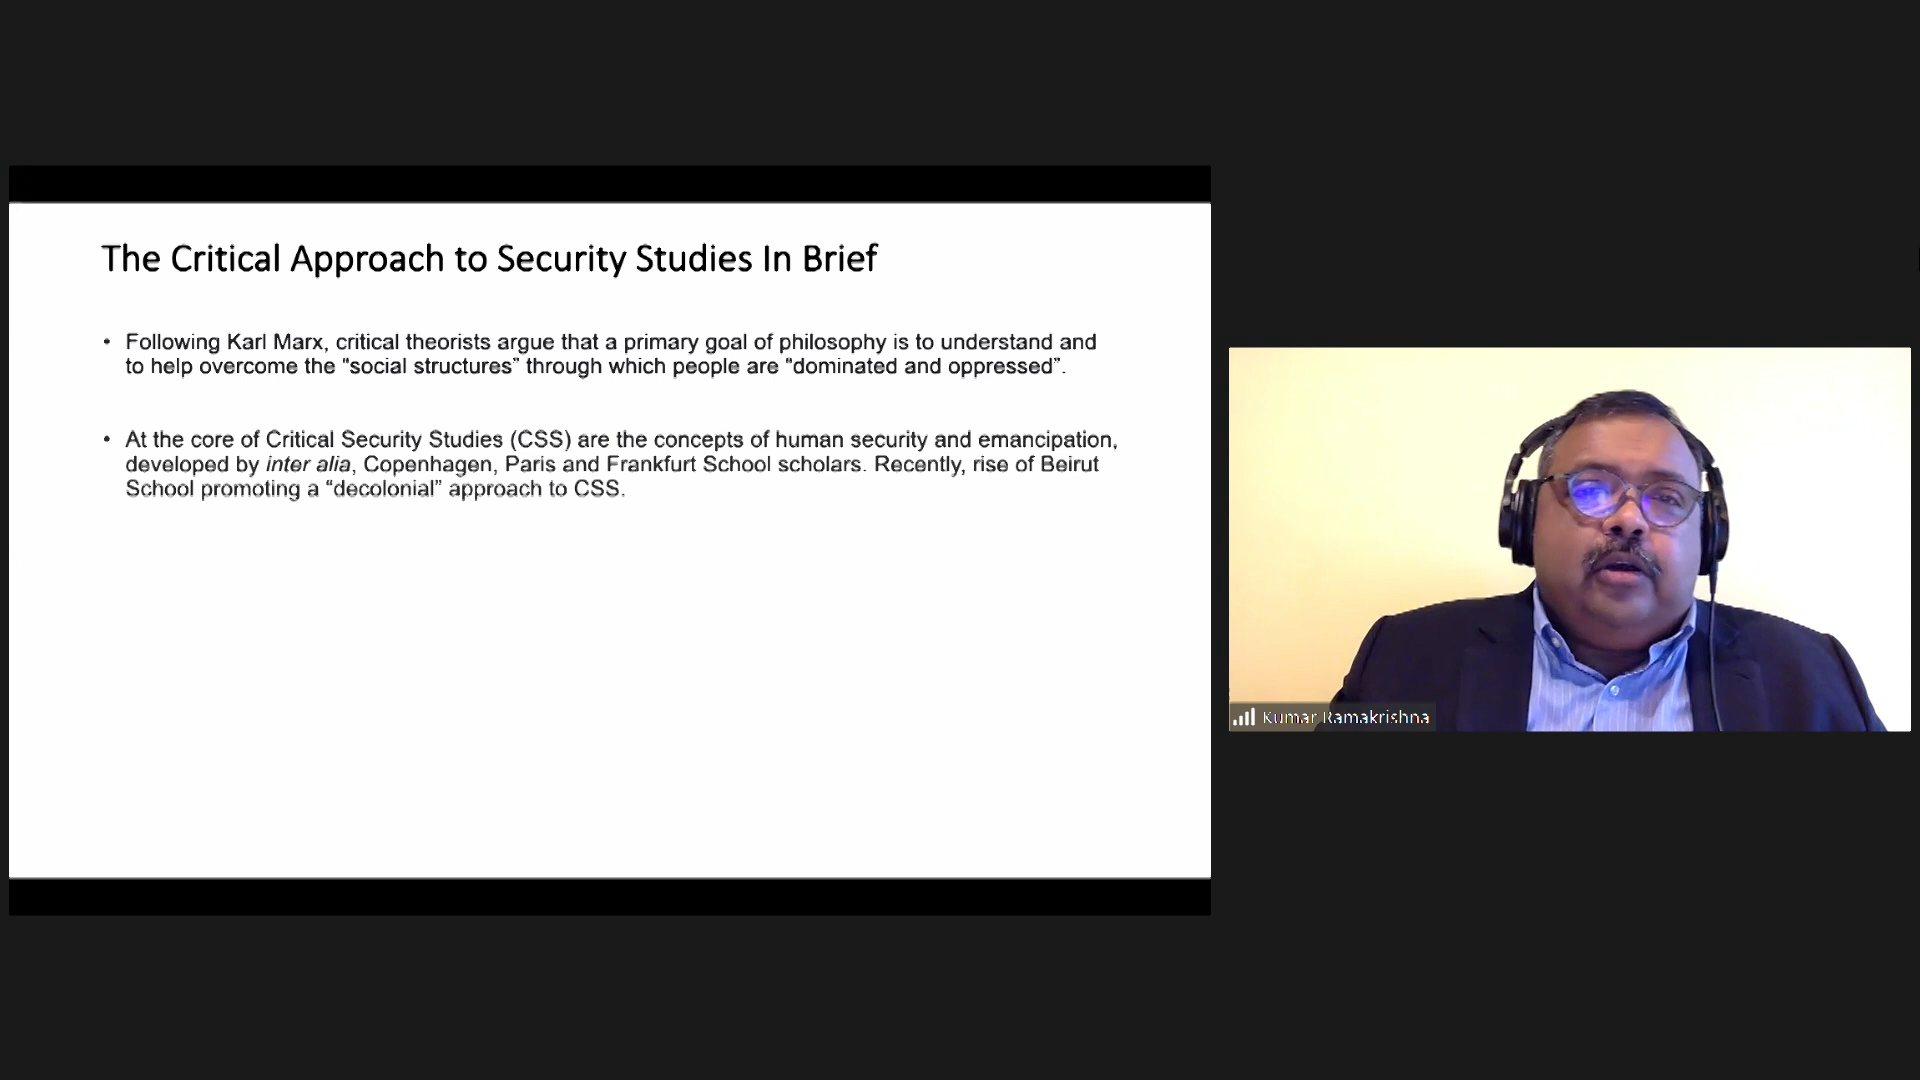 The Critical Approach to Security Studies In Brief
• Following Karl Marx, critical theorists argue that a primary goal of philosophy is to understand and
to help overcome the “social structures” through which people are “dominated and oppressed”.
• At the core of Critical Security Studies (CSS) are the concepts of human security and emancipation,
developed by inter alia, Copenhagen, Paris and Frankfurt School scholars. Recently, rise of Beirut
School promoting a “decolonial” approach to CSS.
Kumar Ramakrishna